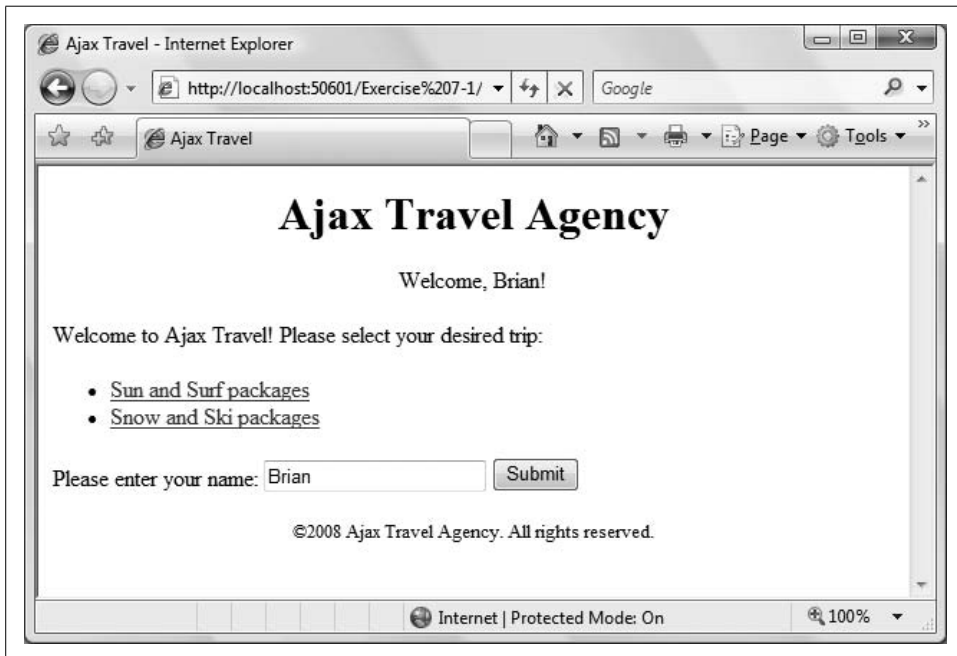 Ajax Travel - Internet Explorer
http://localhost:50601/Exercise%207-1/
Google
Ajax Travel
Page
Tools
Ajax Travel Agency
Welcome, Brian!
Welcome to Ajax Travel! Please select your desired trip:
• Sun and Surf packages
• Snow and Ski packages
Please enter your name: Brian Submit
©2008 Ajax Travel Agency. All rights reserved.
Internet | Protected Mode: On
100%